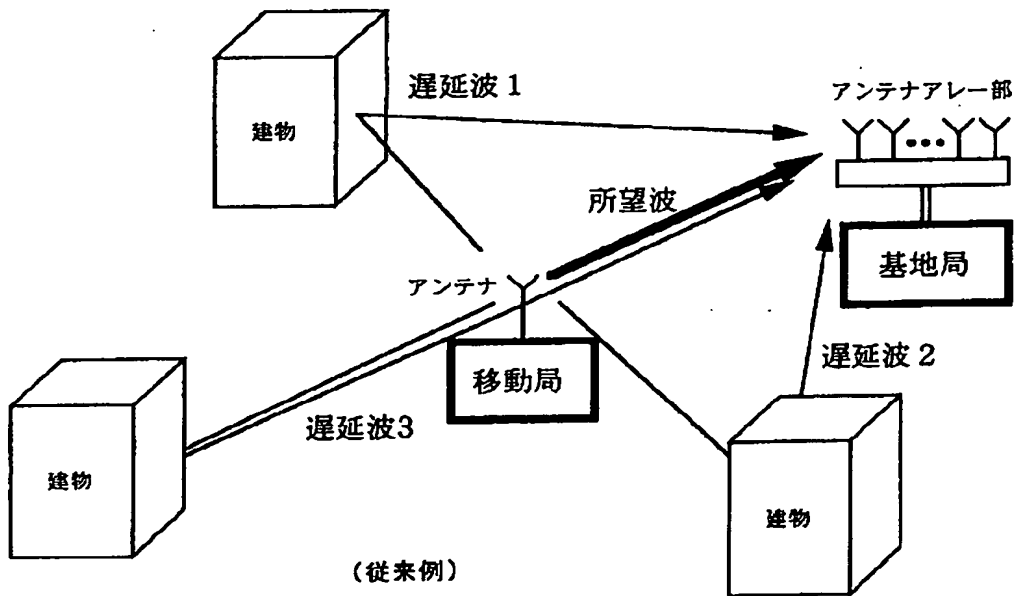 遅延波1
アンテナアレー部
建物
所望波
基地局
アンテナ
遅延波2
移動局
遅延波3
建物
建物
(従来例)